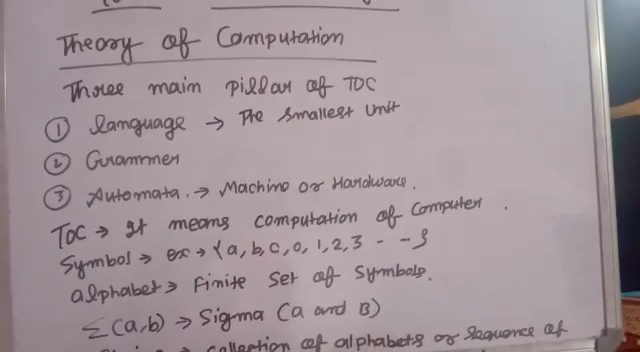 Theory of Computation
Three main pillar of TOC
① Language → The Smallest Unit
② Grammer
③ Automata. → Machine or Hardware.
TOC → It means computation of Computer.
Symbol → ex → {a, b, c, 0, 1, 2, 3 - - }
alphabet → Finite Set of Symbols.
Σ(a,b) → Sigma (a and B)
→ collection of alphabets or Sequence of